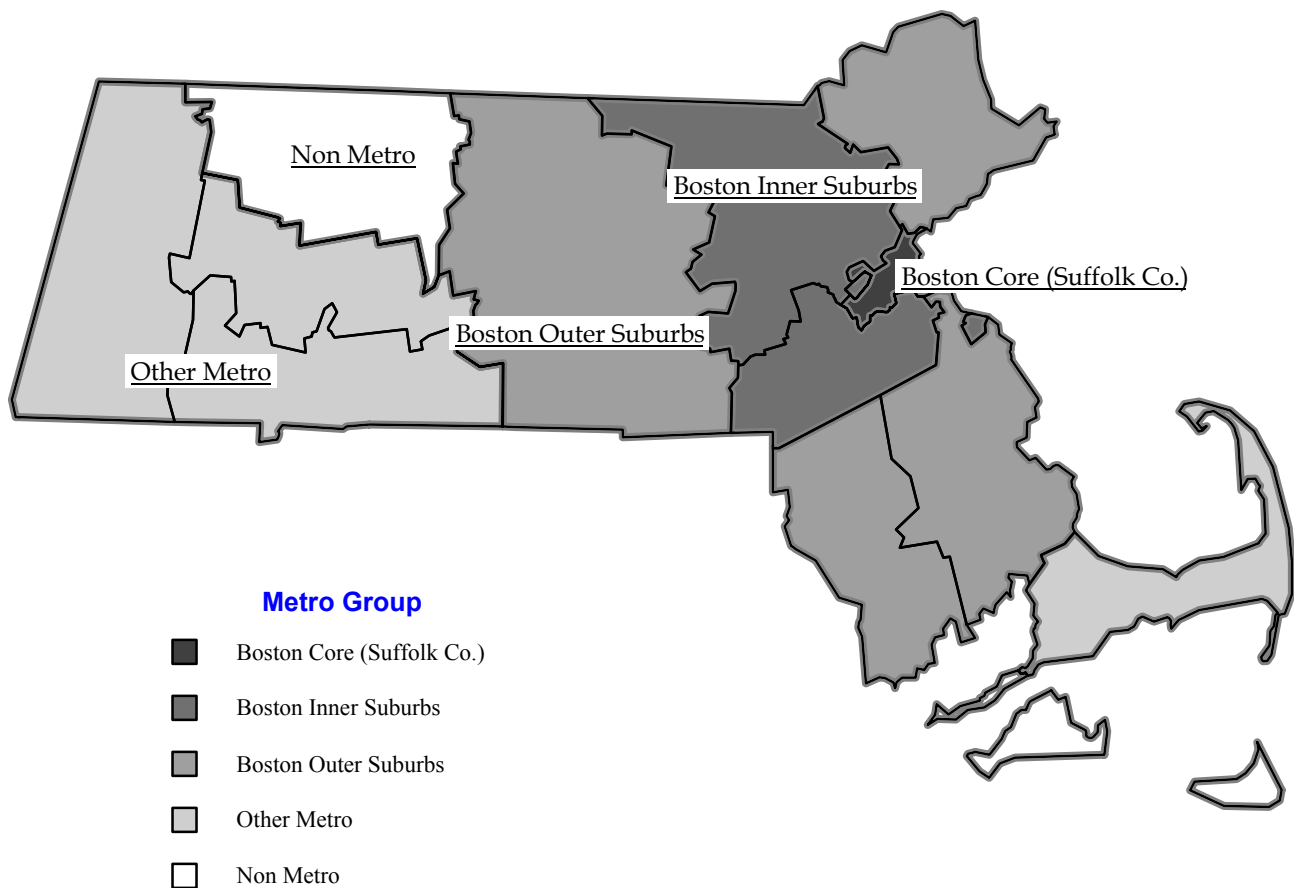 Non Metro
Boston Inner Suburbs
Boston Core (Suffolk Co.)
Boston Outer Suburbs
Other Metro
Metro Group
Boston Core (Suffolk Co.)
Boston Inner Suburbs
Boston Outer Suburbs
Other Metro
Non Metro